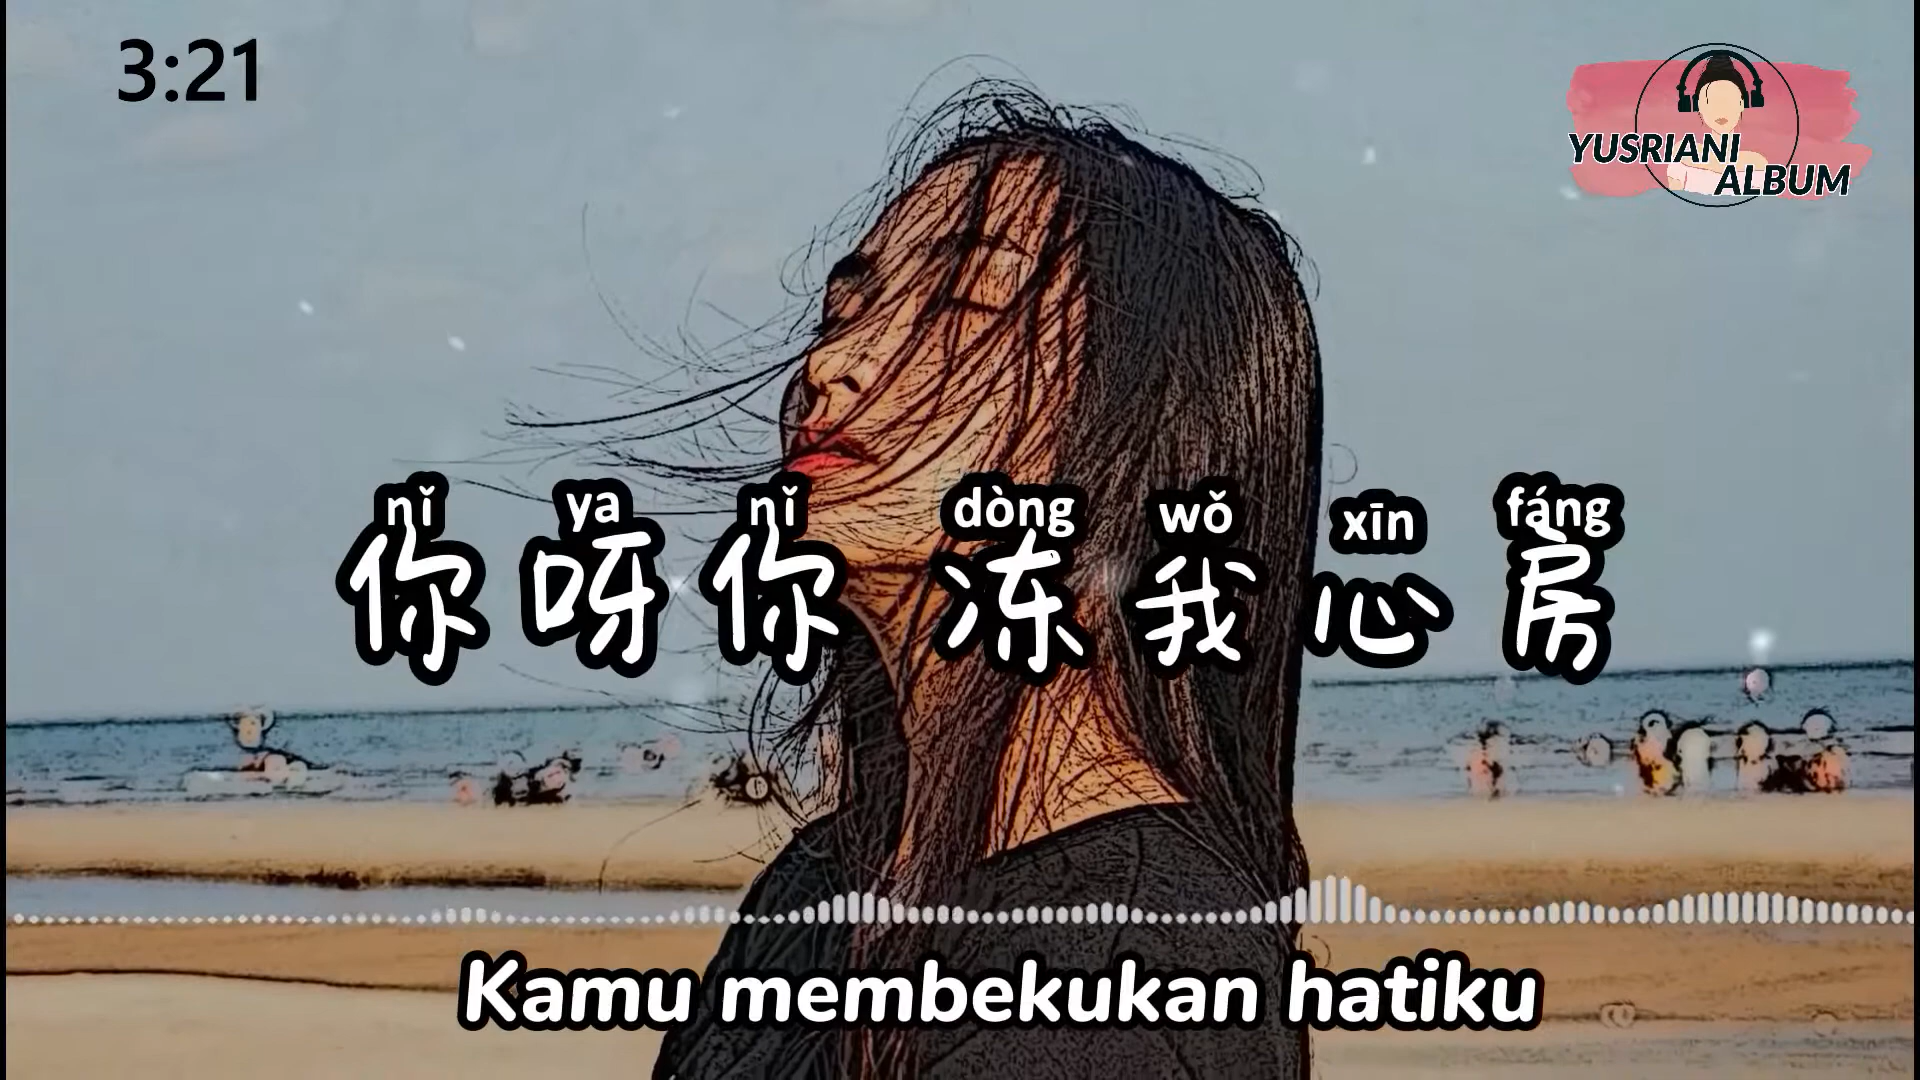 3:21
YUSRIANI
ALBUM
nǐ ya nǐ dòng wǒ xīn fáng
你呀你 冻我心房
Kamu membekukan hatiku